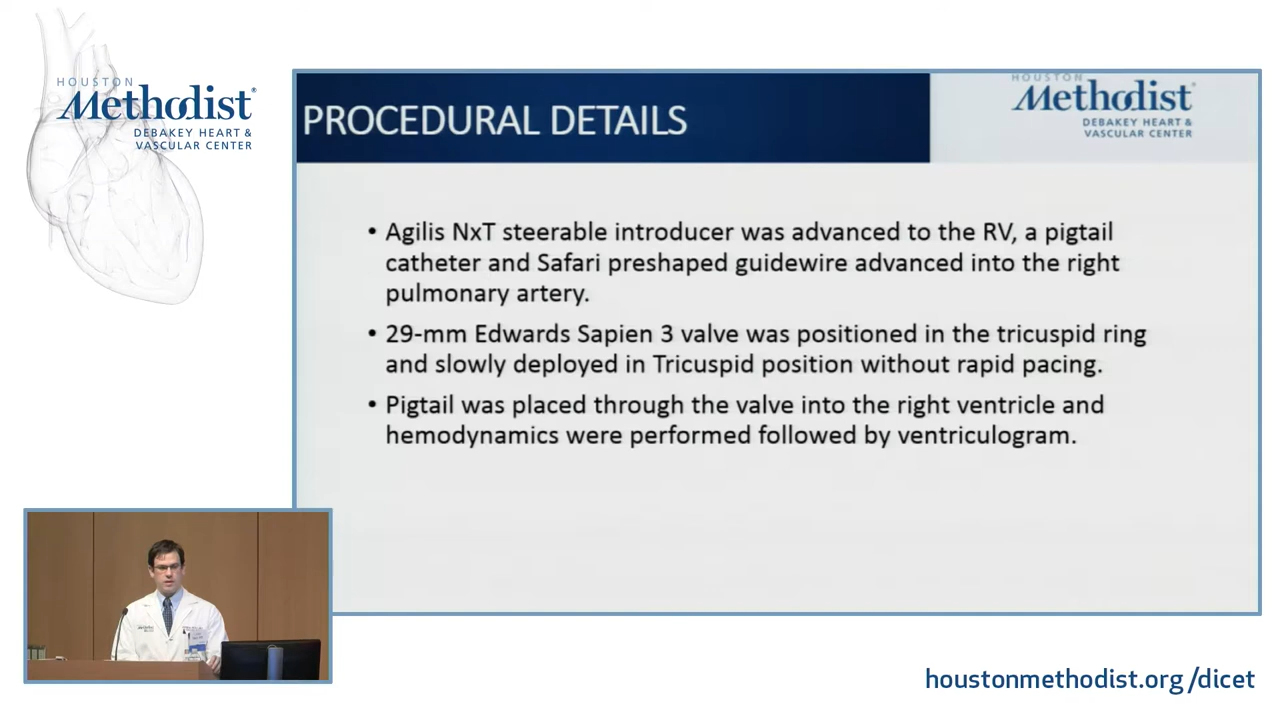 HOUSTON
Methodist®
DEBAKEY HEART &
VASCULAR CENTER
PROCEDURAL DETAILS
HOUSTON
Methodist®
DEBAKEY HEART &
VASCULAR CENTER
• Agilis NxT steerable introducer was advanced to the RV, a pigtail
catheter and Safari preshaped guidewire advanced into the right
pulmonary artery.
• 29-mm Edwards Sapien 3 valve was positioned in the tricuspid ring
and slowly deployed in Tricuspid position without rapid pacing.
• Pigtail was placed through the valve into the right ventricle and
hemodynamics were performed followed by ventriculogram.
houstonmethodist.org/dicet